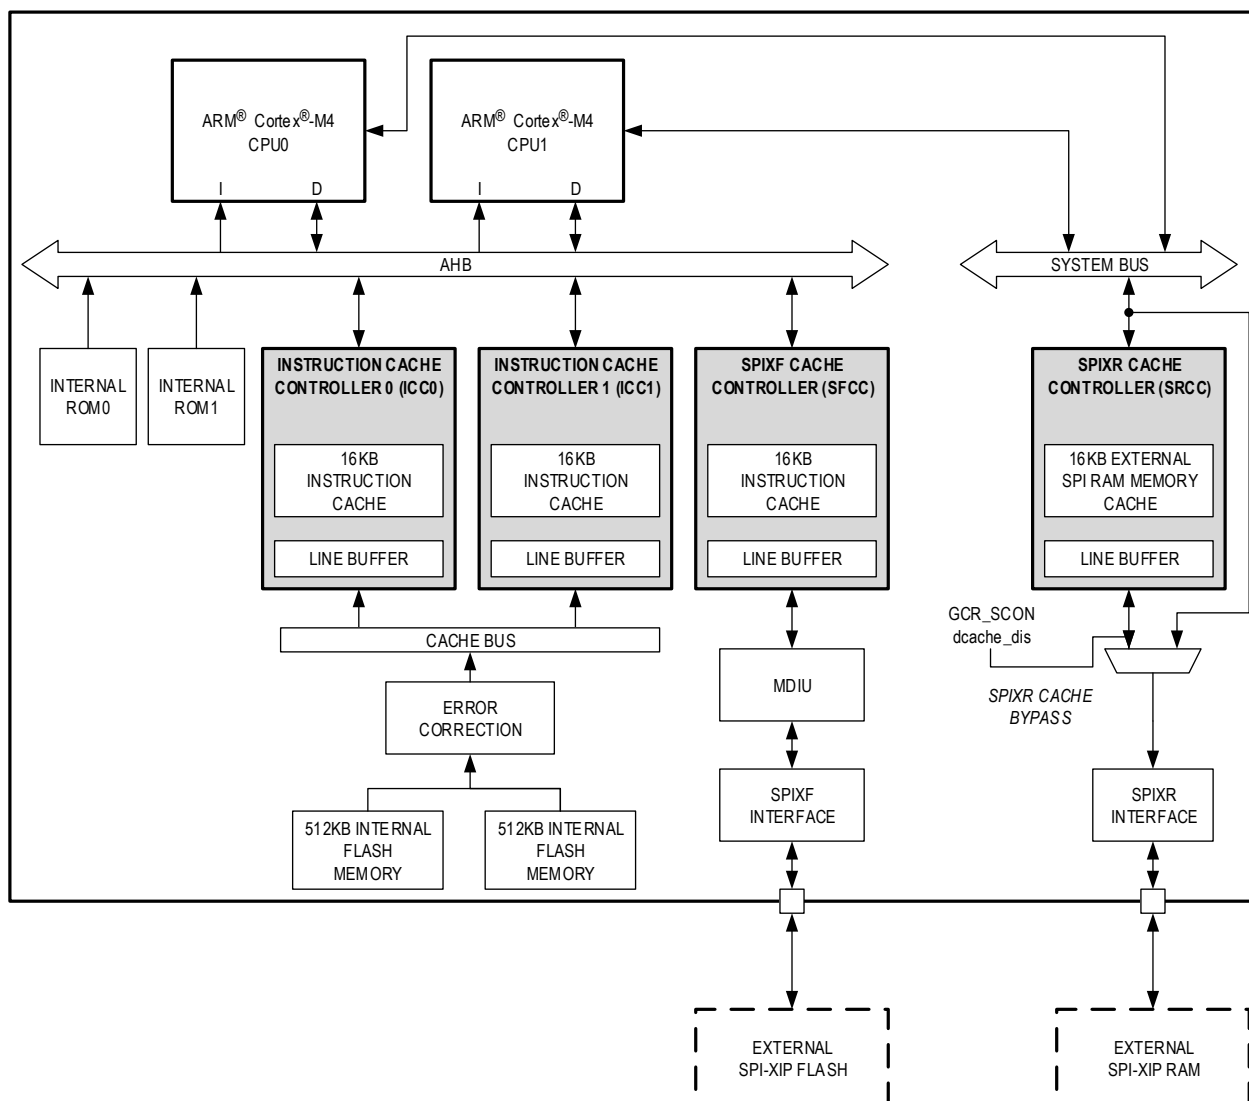 ARM® Cortex®-M4
CPU0
I
D
ARM® Cortex®-M4
CPU1
I
D
AHB
SYSTEM BUS
INTERNAL
ROM0
INTERNAL
ROM1
INSTRUCTION CACHE
CONTROLLER 0 (ICC0)
16KB
INSTRUCTION
CACHE
LINE BUFFER
INSTRUCTION CACHE
CONTROLLER 1 (ICC1)
16KB
INSTRUCTION
CACHE
LINE BUFFER
SPIXF CACHE
CONTROLLER (SFCC)
16KB
INSTRUCTION
CACHE
LINE BUFFER
SPIXR CACHE
CONTROLLER (SRCC)
16KB EXTERNAL
SPI RAM MEMORY
CACHE
LINE BUFFER
CACHE BUS
ERROR
CORRECTION
512KB INTERNAL
FLASH
MEMORY
512KB INTERNAL
FLASH
MEMORY
MDIU
SPIXF
INTERFACE
GCR_SCON
dcache_dis
SPIXR CACHE
BYPASS
SPIXR
INTERFACE
EXTERNAL
SPI-XIP FLASH
EXTERNAL
SPI-XIP RAM